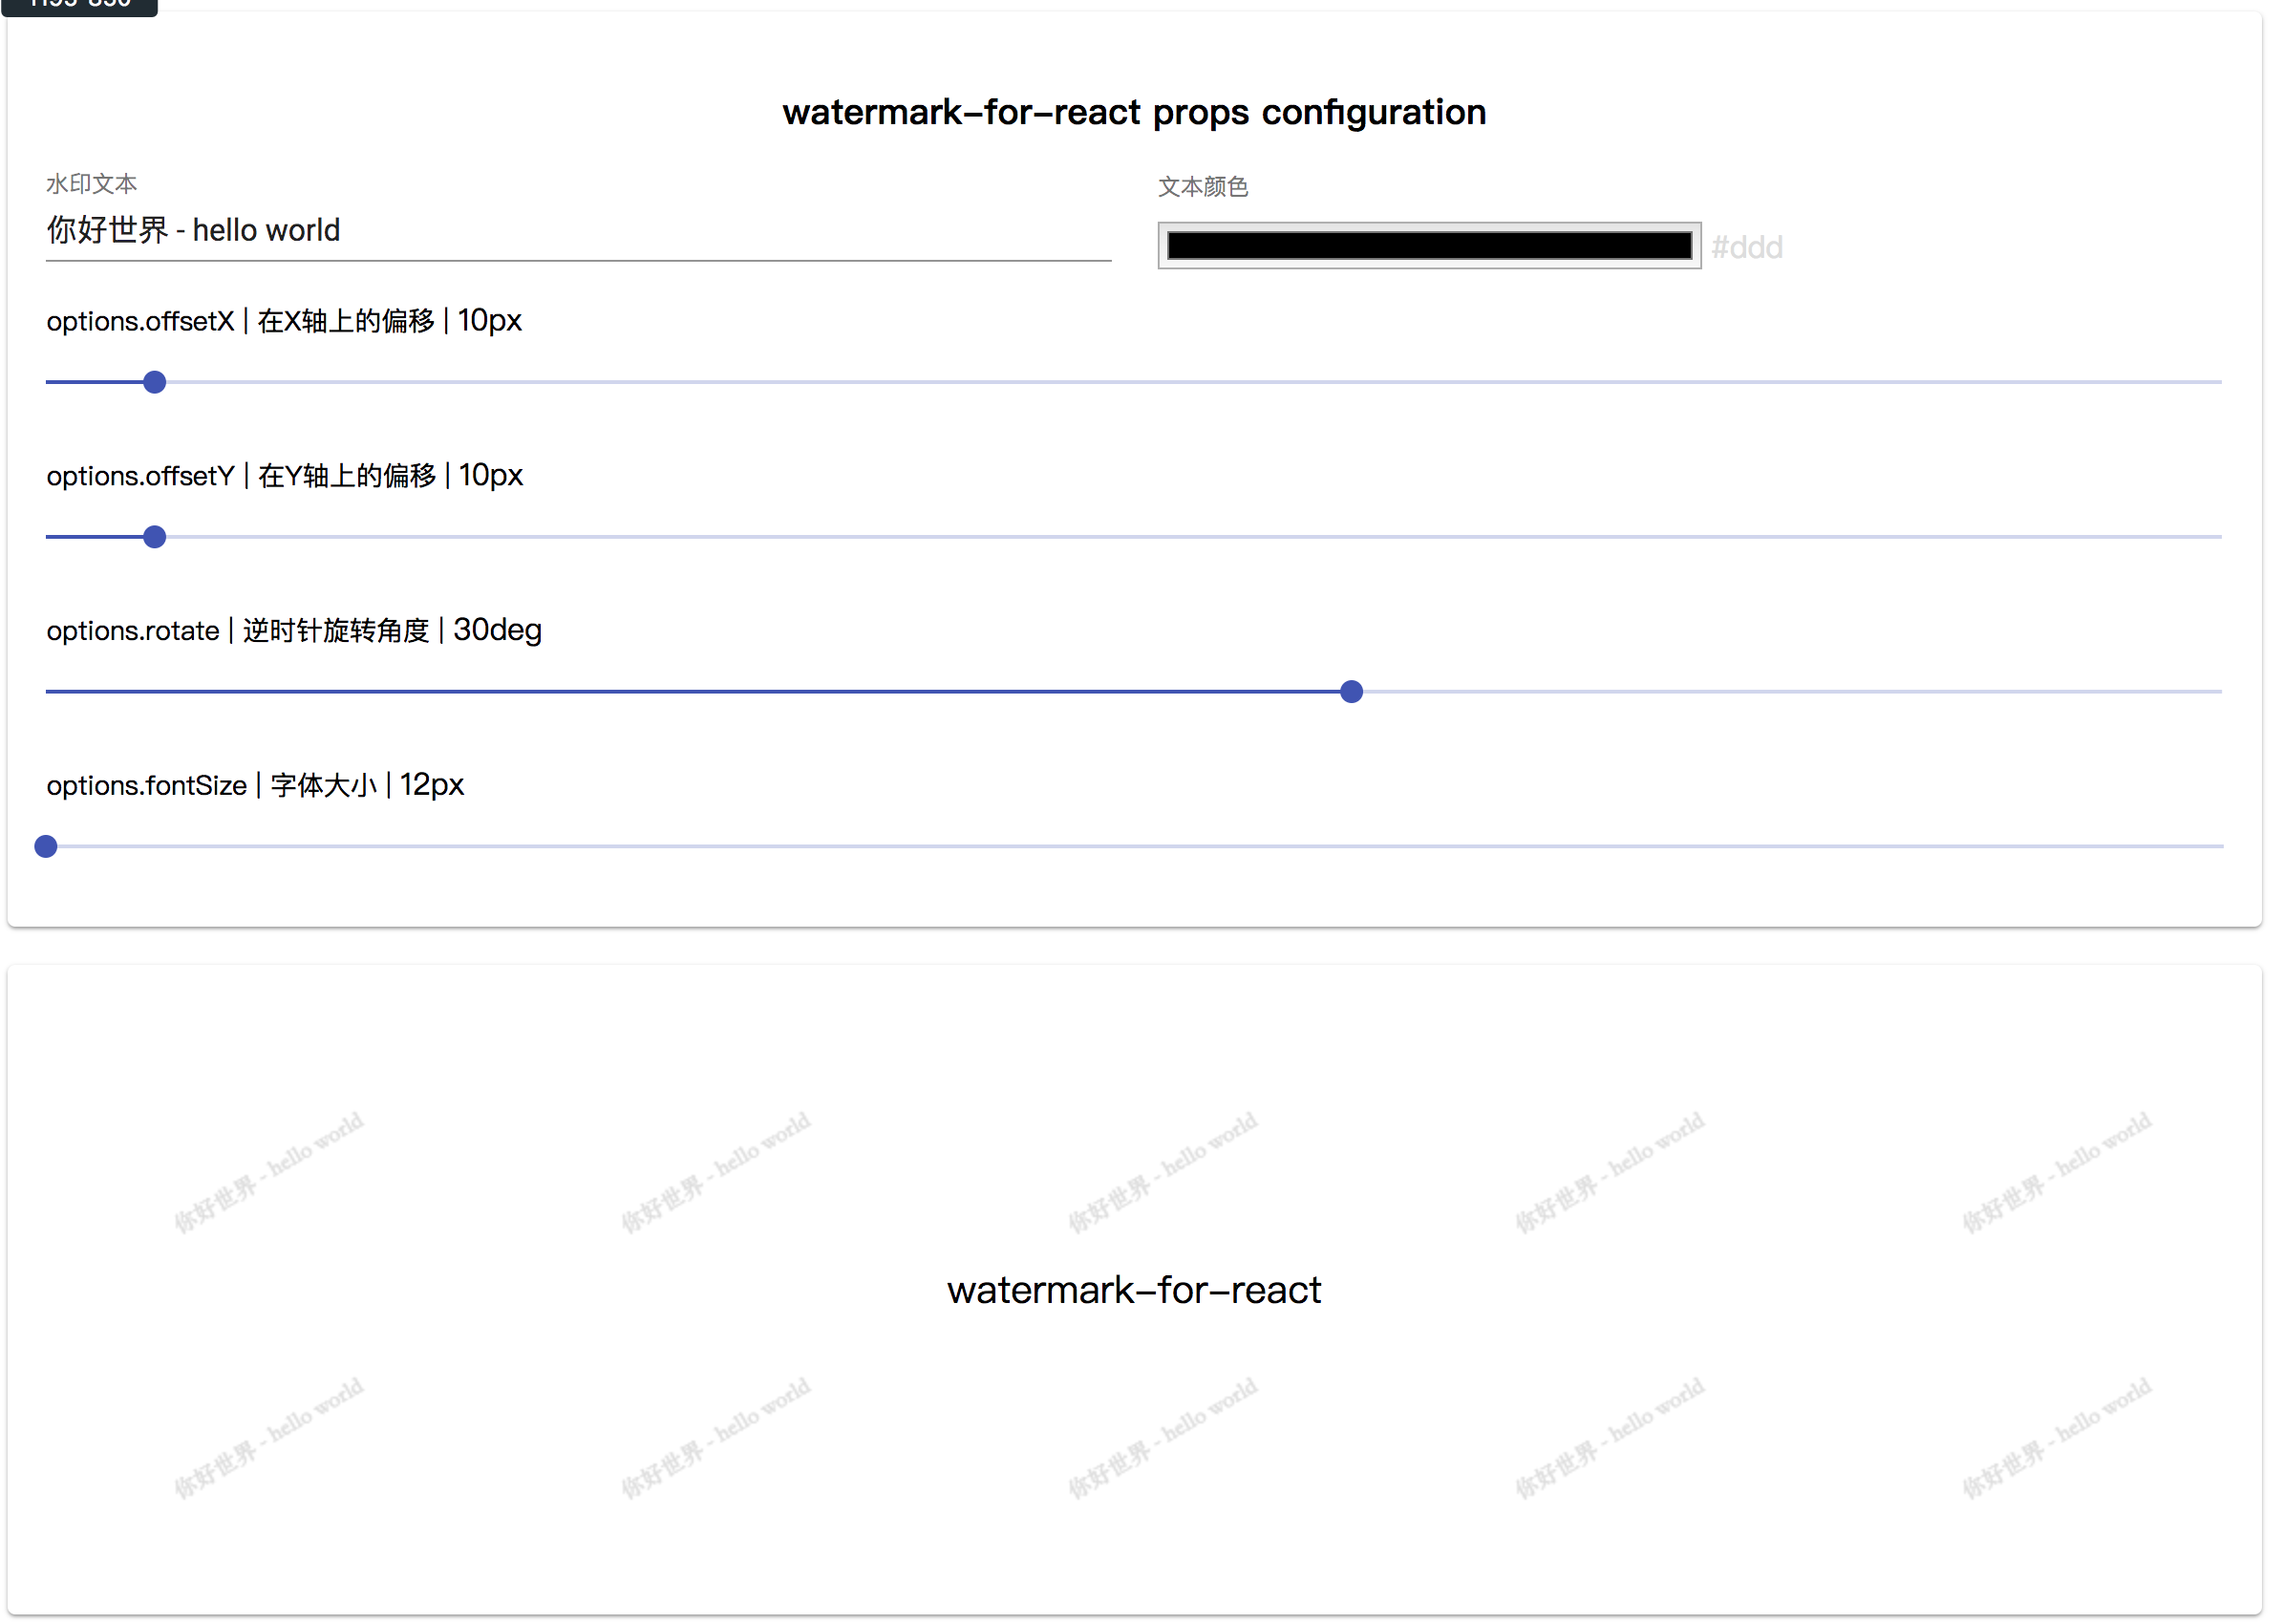 watermark-for-react props configuration
水印文本
文本颜色
你好世界 - hello world
#ddd
options.offsetX | 在X轴上的偏移 | 10px
options.offsetY | 在Y轴上的偏移 | 10px
options.rotate | 逆时针旋转角度 | 30deg
options.fontSize | 字体大小 | 12px
你好世界 - hello world
你好世界 - hello world
你好世界 - hello world
你好世界 - hello world
你好世界 - hello world
watermark-for-react
你好世界 - hello world
你好世界 - hello world
你好世界 - hello world
你好世界 - hello world
你好世界 - hello world